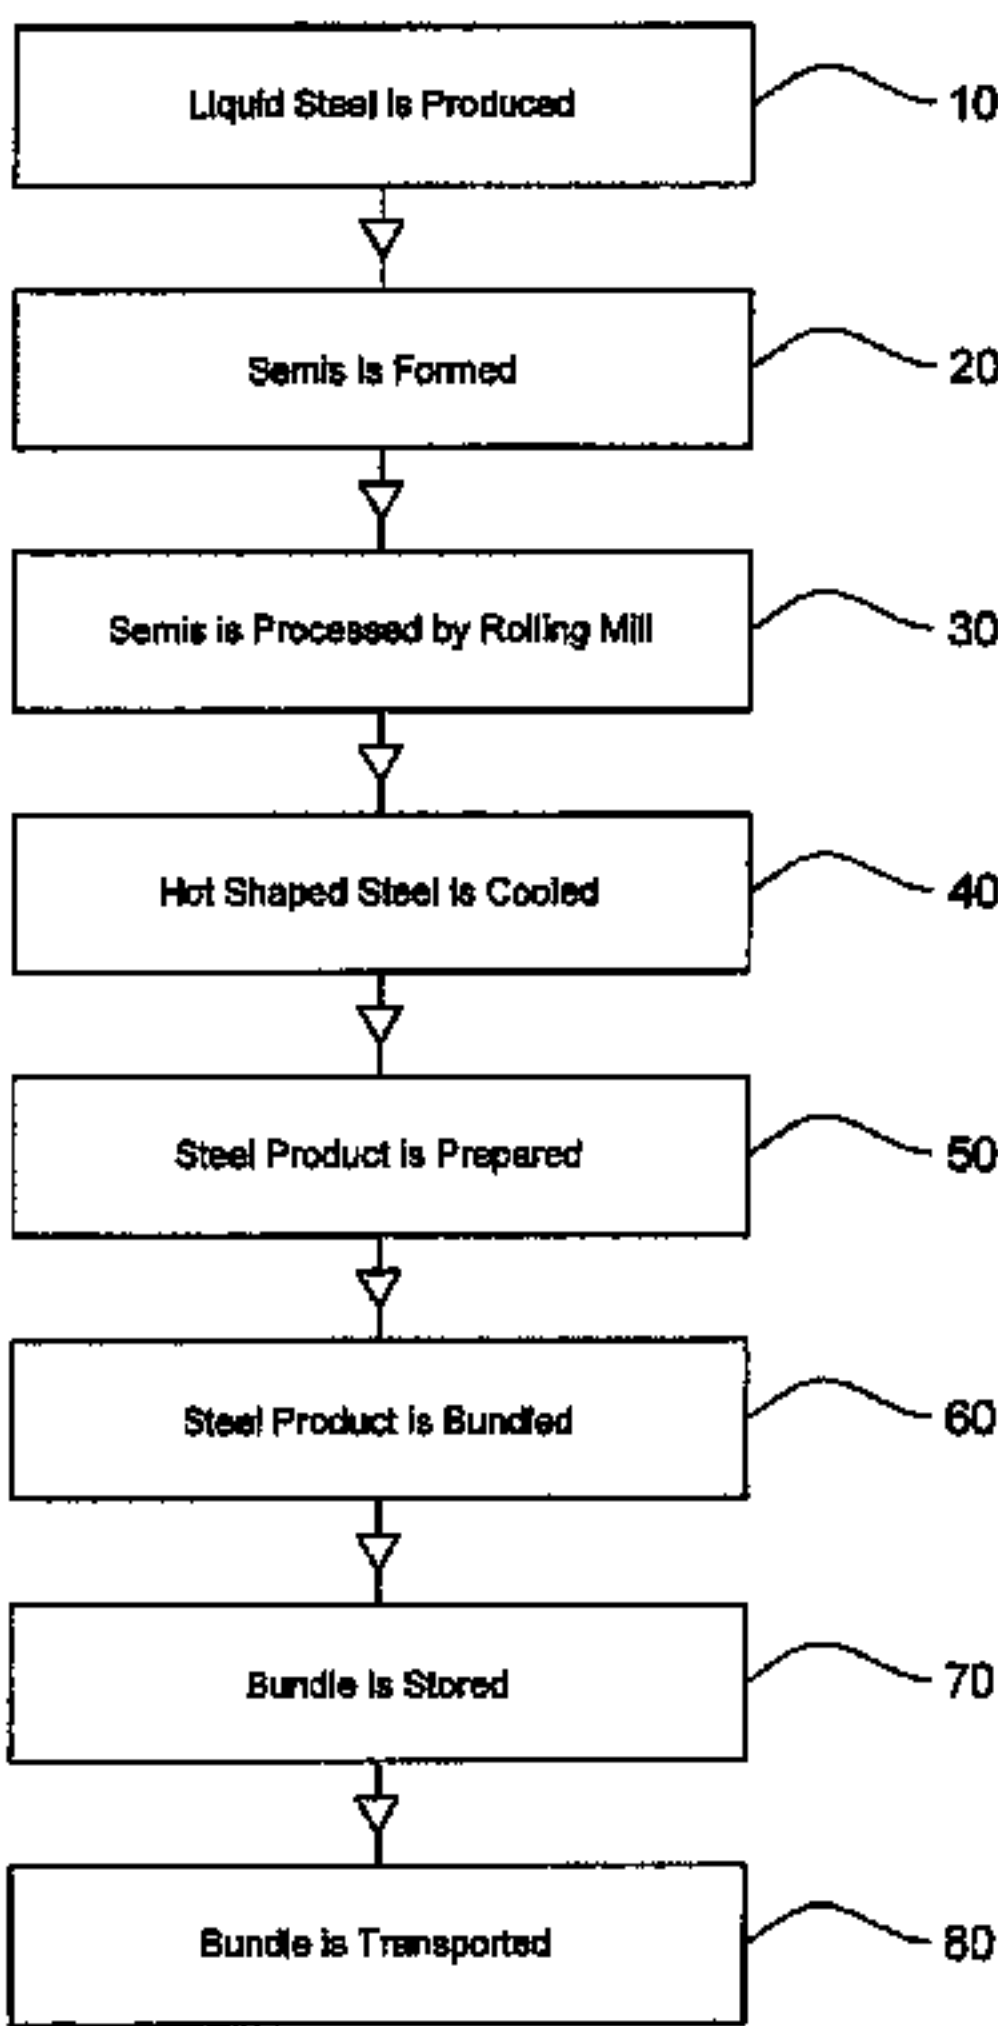 Liquid Steel is Produced
10
Semis is Formed
20
Semis is Processed by Rolling Mill
30
Hot Shaped Steel is Cooled
40
Steel Product is Prepared
50
Steel Product is Bundled
60
Bundle is Stored
70
Bundle is Transported
80